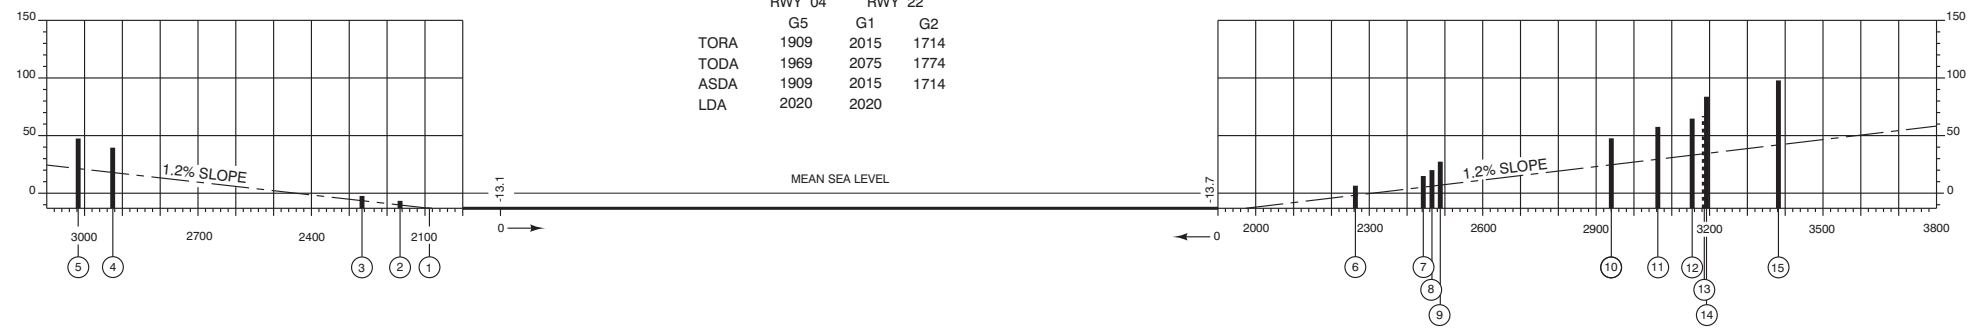 RWY 04 RWY 22
G5 G1 G2
TORA 1909 2015 1714
TODA 1969 2075 1774
ASDA 1909 2015 1714
LDA 2020 2020
150
100
50
0
1.2% SLOPE
3000 2700 2400 2100
5 4 3 2 1
-13.1
0
MEAN SEA LEVEL
-13.7
0
150
100
50
0
1.2% SLOPE
2000 2300 2600 2900 3200 3500 3800
6 7 10 11 12 15
8 13
9 14